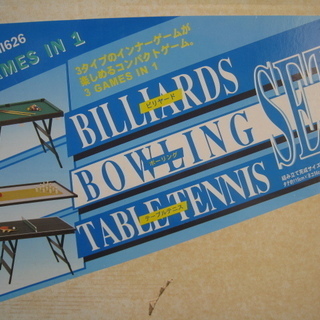 GAMES IN 1
3タイプのインナーゲームが
楽しめるコンパクトゲーム。
3 GAMES IN 1
BILLIARDS
ビリヤード
BOWLING
ボーリング
TABLE TENNIS
テーブルテニス
SET